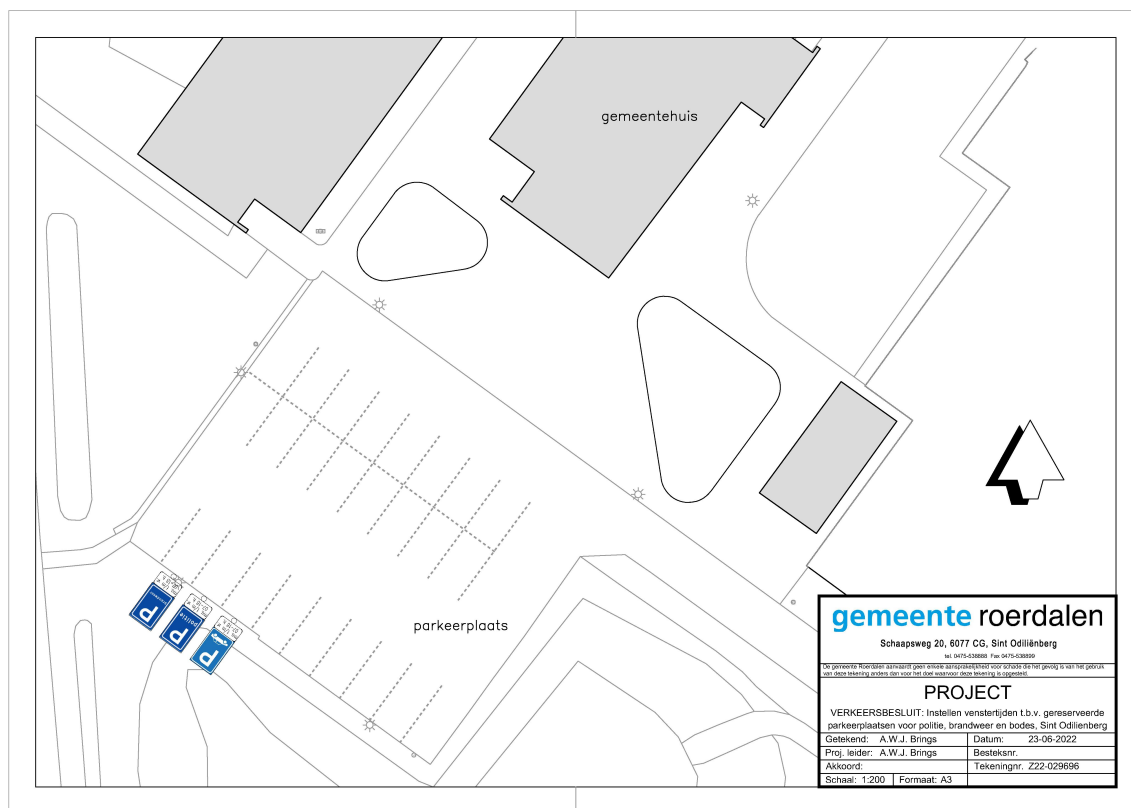 gemeentehuis
parkeerplaats
P
P
politie
P
gemeente roerdalen
Schaapsweg 20, 6077 CG, Sint Odiliënberg
tel. 0475-538888 Fax 0475-538899
De gemeente Roerdalen aanvaardt geen enkele aansprakelijkheid voor schade die het gevolg is van het gebruik
van deze tekening anders dan voor het doel waarvoor deze tekening is opgesteld.
PROJECT
VERKEERSBESLUIT: Instellen venstertijden t.b.v. gereserveerde
parkeerplaatsen voor politie, brandweer en bodes, Sint Odilienberg
Getekend: A.W.J. Brings Datum: 23-06-2022
Proj. leider: A.W.J. Brings Besteksnr.
Akkoord: Tekeningnr. Z22-029696
Schaal: 1:200 Formaat: A3